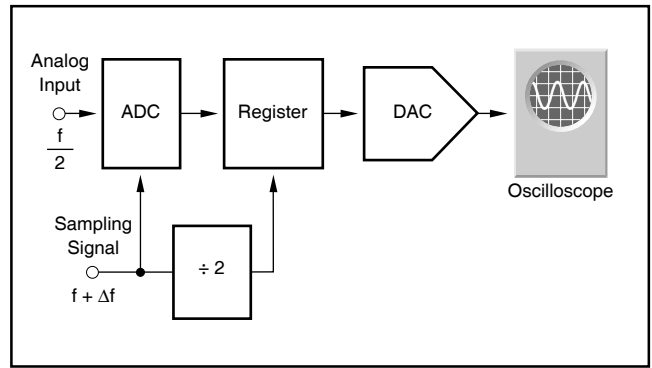 Analog
Input
f
2
ADC
Register
DAC
Oscilloscope
Sampling
Signal
f + Δf
÷ 2